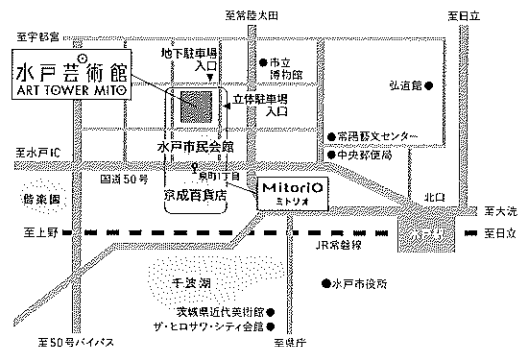 至常陸太田
至日立
至宇都宮
地下駐車場
入口
水戸芸術館
ART TOWER MITO
市立
博物館
弘道館
立体駐車場
入口
常陽藝文センター
水戸市民会館
至水戸IC
中央郵便局
泉町1丁目
国道50号
MitoriO
ミトリオ
偕楽園
京成百貨店
北口
至大洗
至上野
水戸駅
至日立
JR常磐線
千波湖
水戸市役所
茨城県近代美術館
ザ・ヒロサワ・シティ会館
至50号バイパス
至県庁